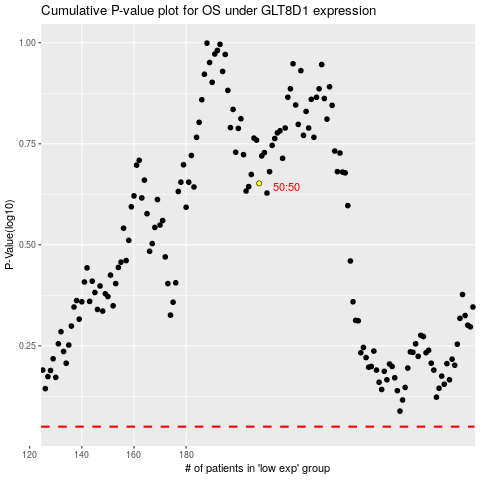 Cumulative P-value plot for OS under GLT8D1 expression
P-Value(log10)
1.00
0.75
0.50
0.25
50:50
120 140 160 180
# of patients in 'low exp' group